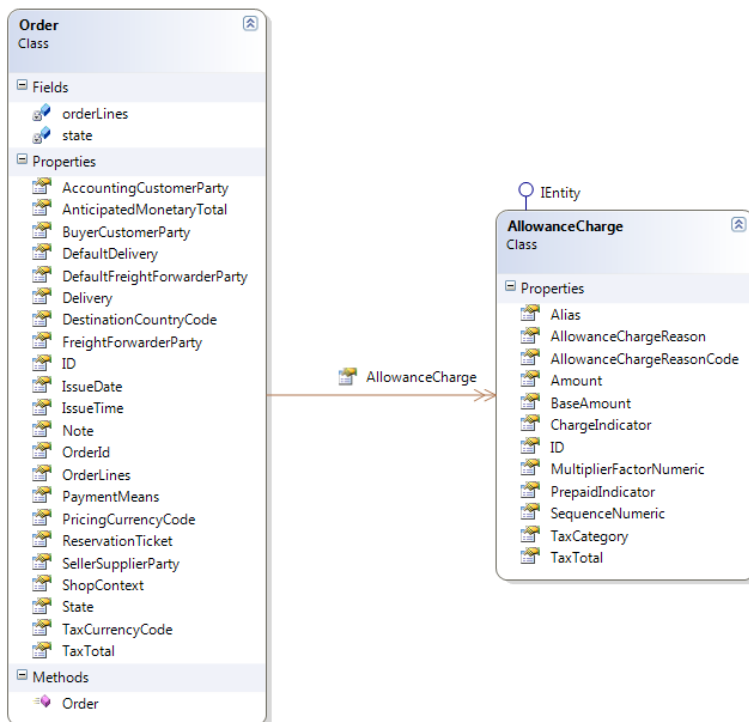 Order
Class
Fields
orderLines
state
Properties
AccountingCustomerParty
AnticipatedMonetaryTotal
BuyerCustomerParty
DefaultDelivery
DefaultFreightForwarderParty
Delivery
DestinationCountryCode
FreightForwarderParty
ID
IssueDate
IssueTime
Note
OrderId
OrderLines
PaymentMeans
PricingCurrencyCode
ReservationTicket
SellerSupplierParty
ShopContext
State
TaxCurrencyCode
TaxTotal
Methods
Order
AllowanceCharge
IEntity
AllowanceCharge
Class
Properties
Alias
AllowanceChargeReason
AllowanceChargeReasonCode
Amount
BaseAmount
ChargeIndicator
ID
MultiplierFactorNumeric
PrepaidIndicator
SequenceNumeric
TaxCategory
TaxTotal